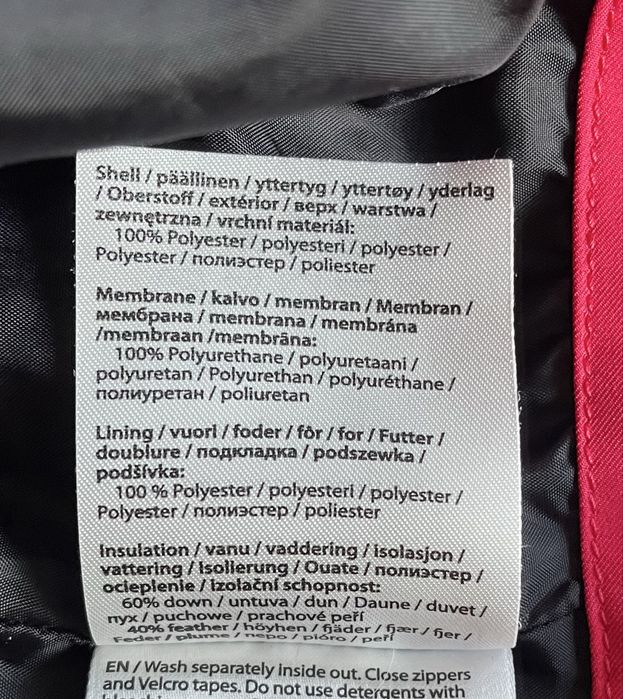 Shell / päällinen / yttertyg / yttertøy / yderlag
/ Oberstoff / extérior / верх / warstwa /
zewnętrzna / vrchní materiál:
100% Polyester / polyesteri / polyester /
Polyester / полиэстер / poliester
Membrane / kalvo / membran / Membran /
мембрана / membrana / membrána
/membraan /membrāna:
100% Polyurethane / polyuretaani /
polyuretan / Polyurethan / polyuréthane /
полиуретан / poliuretan
Lining / vuori / foder / fôr / for / Futter /
doublure / подкладка / podszewka /
podšívka:
100 % Polyester / polyesteri / polyester /
Polyester / полиэстер / poliester
Insulation / vanu / vaddering / isolasjon /
vattering / Isolierung / Ouate / полиэстер /
ocieplenie / Izolační schopnost:
60% down / untuva / dun / Daune / duvet /
пух / puchowe / prachové peří
40% feather / höyhen / fjäder / fjær / fjer /
Feder / plume / перо / pióro / peří
EN / Wash separately inside out. Close zippers
and Velcro tapes. Do not use detergents with